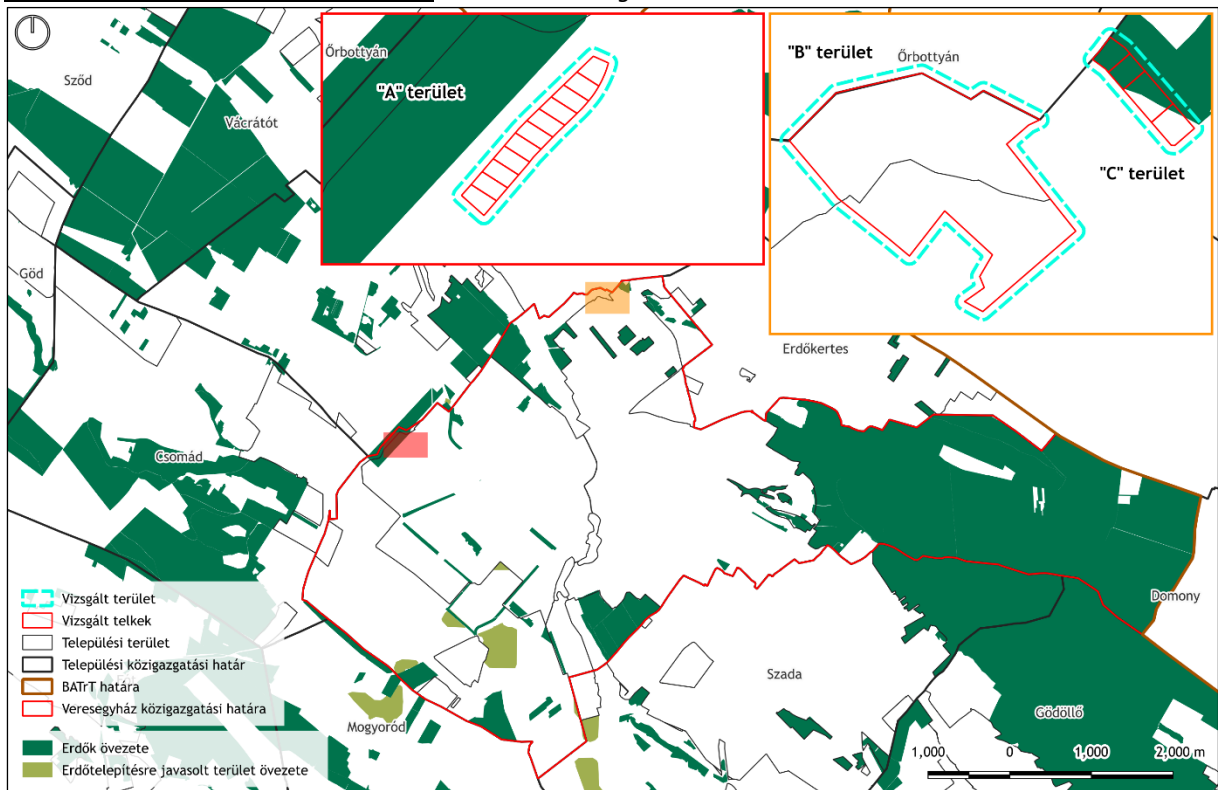 Őrbottyán
"A" terület
"B" terület
Őrbottyán
"C" terület
Sződ
Vácrátót
Göd
Erdőkertes
Csomád
Domony
Szada
Gödöllő
Mogyoród
Vizsgált terület
Vizsgált telkek
Települési terület
Települési közigazgatási határ
BATrT határa
Veresegyház közigazgatási határa
Erdők övezete
Erdőtelepítésre javasolt terület övezete
1,000 0 1,000 2,000 m